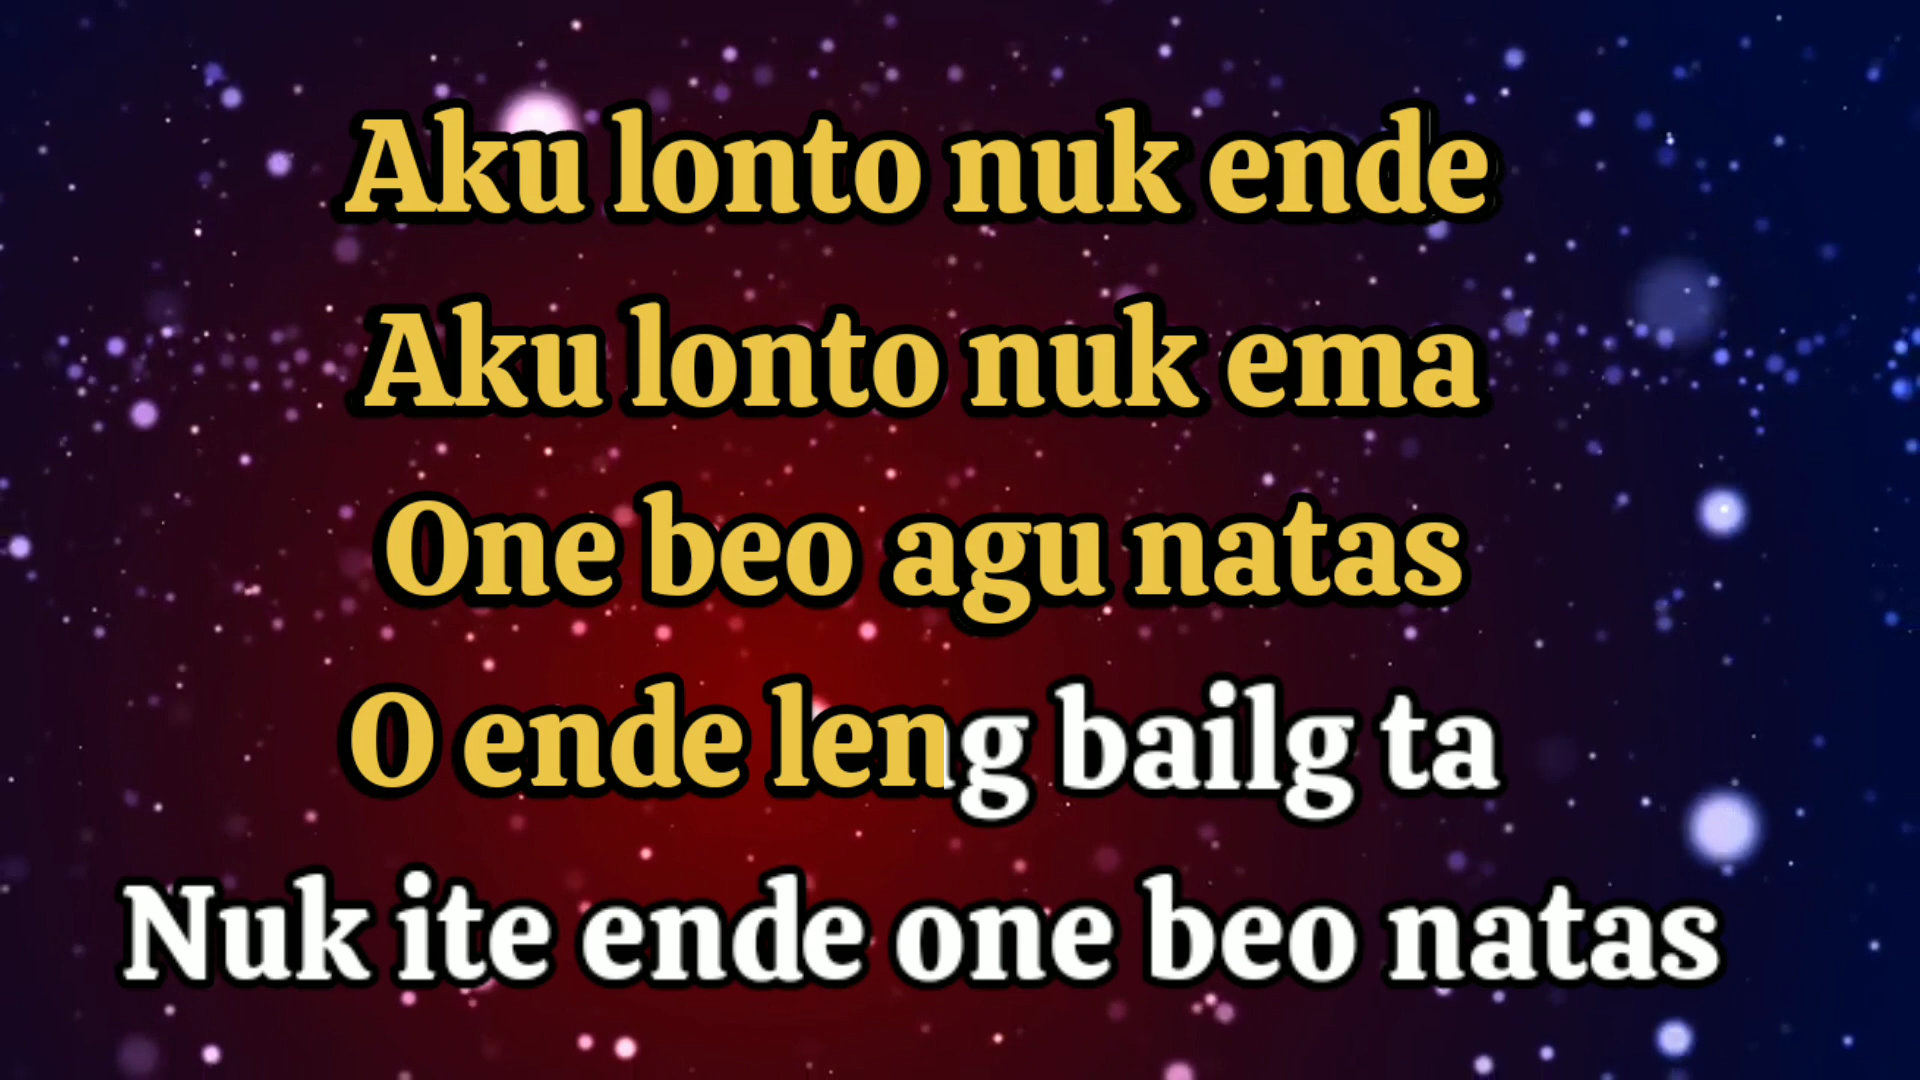 Aku lonto nuk ende
Aku lonto nuk ema
One beo agu natas
O ende leng bailg ta
Nuk ite ende one beo natas